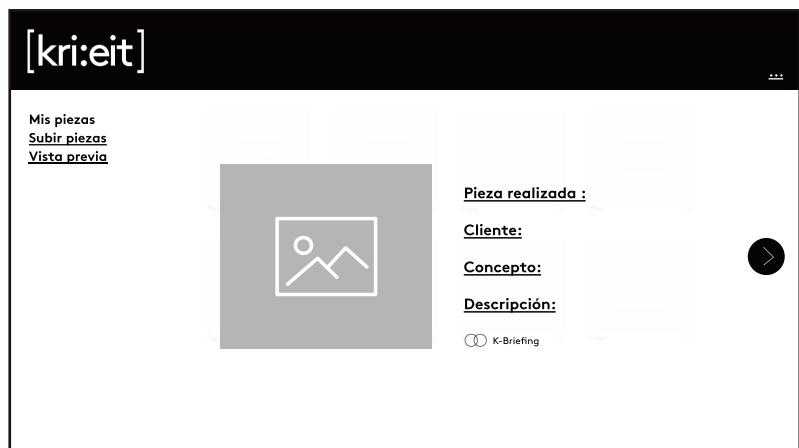 [kri:eit]
...
Mis piezas
Subir piezas
Vista previa
Pieza realizada :
Cliente:
Concepto:
Descripción:
K-Briefing